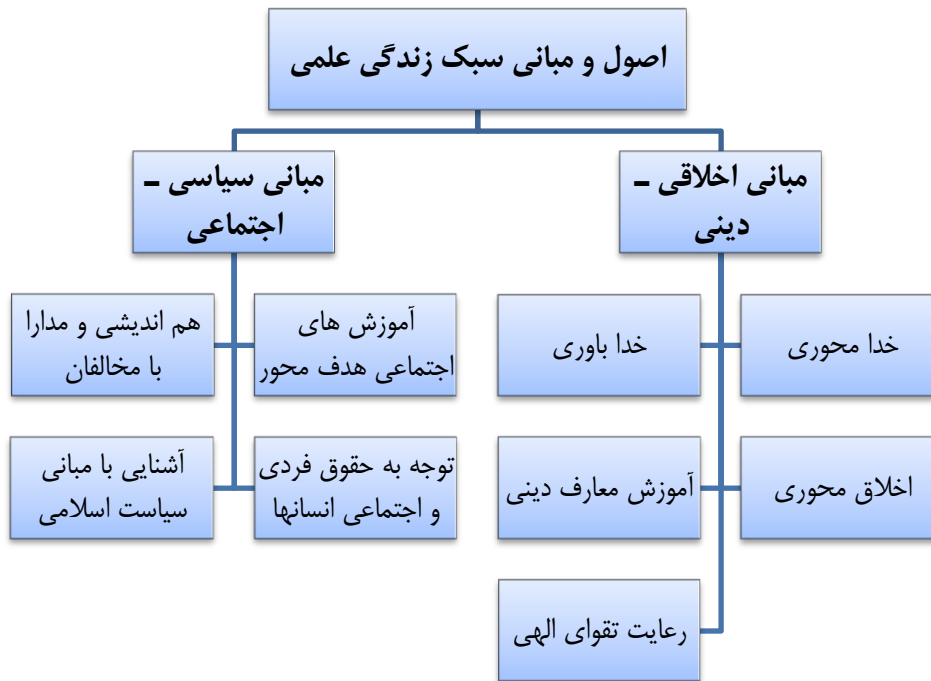 اصول و مبانی سبک زندگی علمی
مبانی اخلاقی ـ
دینی
مبانی سیاسی ـ
اجتماعی
خدا محوری
خدا باوری
اخلاق محوری
آموزش معارف دینی
رعایت تقوای الهی
آموزش های
اجتماعی هدف محور
هم اندیشی و مدارا
با مخالفان
توجه به حقوق فردی
و اجتماعی انسانها
آشنایی با مبانی
سیاست اسلامی